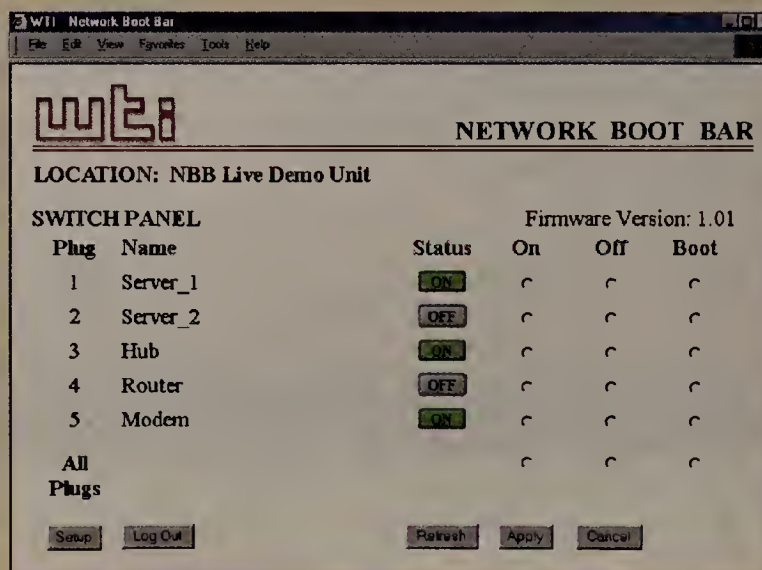 WTI Network Boot Bar
File Edit View Favorites Tools Help
wti
NETWORK BOOT BAR
LOCATION: NBB Live Demo Unit
SWITCH PANEL Firmware Version: 1.01
Plug Name Status On Off Boot
1 Server_1 ON
2 Server_2 OFF
3 Hub ON
4 Router OFF
5 Modem ON
All
Plugs
Setup Log Out Refresh Apply Cancel